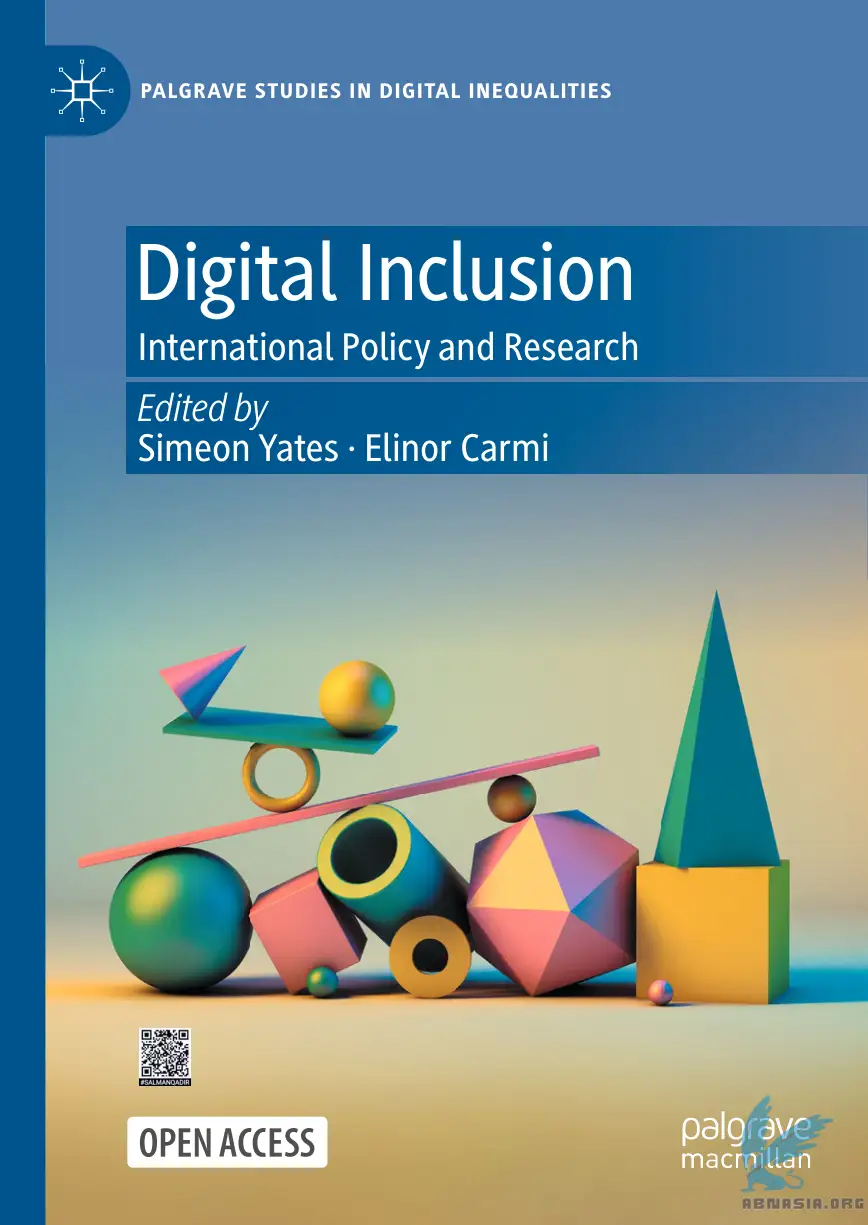 PALGRAVE STUDIES IN DIGITAL INEQUALITIES
Digital Inclusion
International Policy and Research
Edited by
Simeon Yates · Elinor Carmi
#SALMANQADIR
OPEN ACCESS
palgrave
macmillan
ABNASIA.ORG